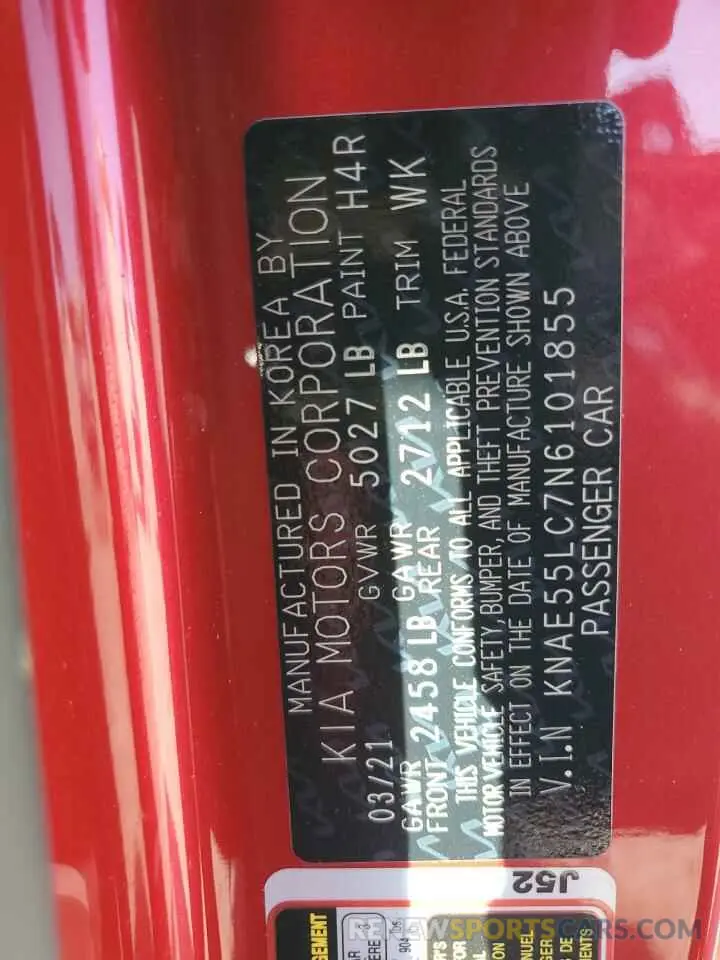 MANUFACTURED IN KOREA BY
KIA MOTORS CORPORATION
03/21 GVWR 5027 LB PAINT H4R
GAWR GAWR
FRONT 2458 LB REAR 2712 LB TRIM WK
THIS VEHICLE CONFORMS TO ALL APPLICABLE U.S.A. FEDERAL
MOTOR VEHICLE SAFETY, BUMPER, AND THEFT PREVENTION STANDARDS
IN EFFECT ON THE DATE OF MANUFACTURE SHOWN ABOVE
V.I.N KNAE55LC7N6101855
PASSENGER CAR
J52
REPAIRABLESPORTSCARS.COM